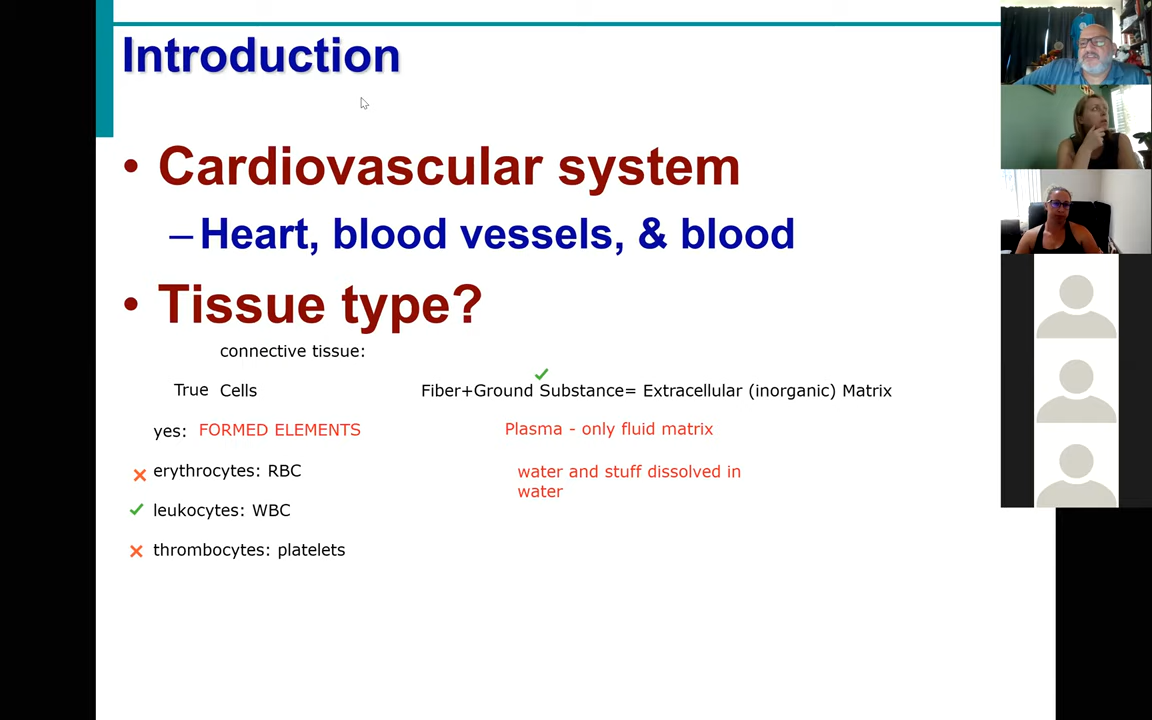 Introduction
• Cardiovascular system
– Heart, blood vessels, & blood
• Tissue type?
connective tissue:
True Cells Fiber+Ground Substance= Extracellular (inorganic) Matrix
yes: FORMED ELEMENTS Plasma - only fluid matrix
erythrocytes: RBC water and stuff dissolved in
water
leukocytes: WBC
thrombocytes: platelets